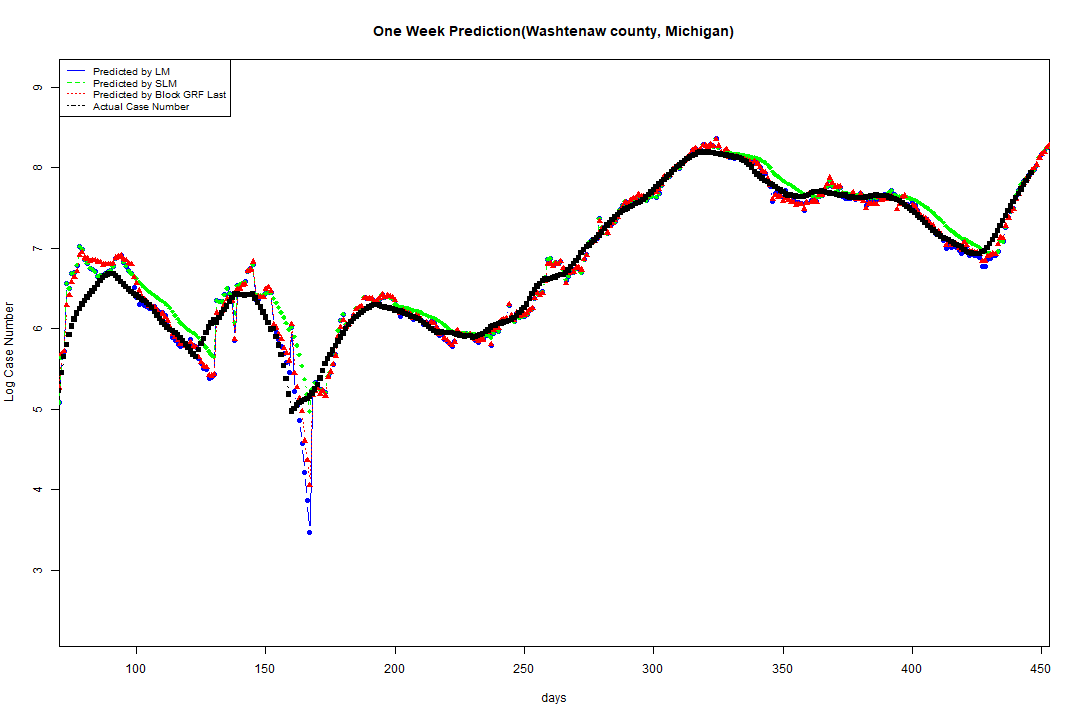 One Week Prediction(Washtenaw county, Michigan)
Predicted by LM
Predicted by SLM
Predicted by Block GRF Last
Actual Case Number
9
8
7
6
5
4
3
Log Case Number
100 150 200 250 300 350 400 450
days